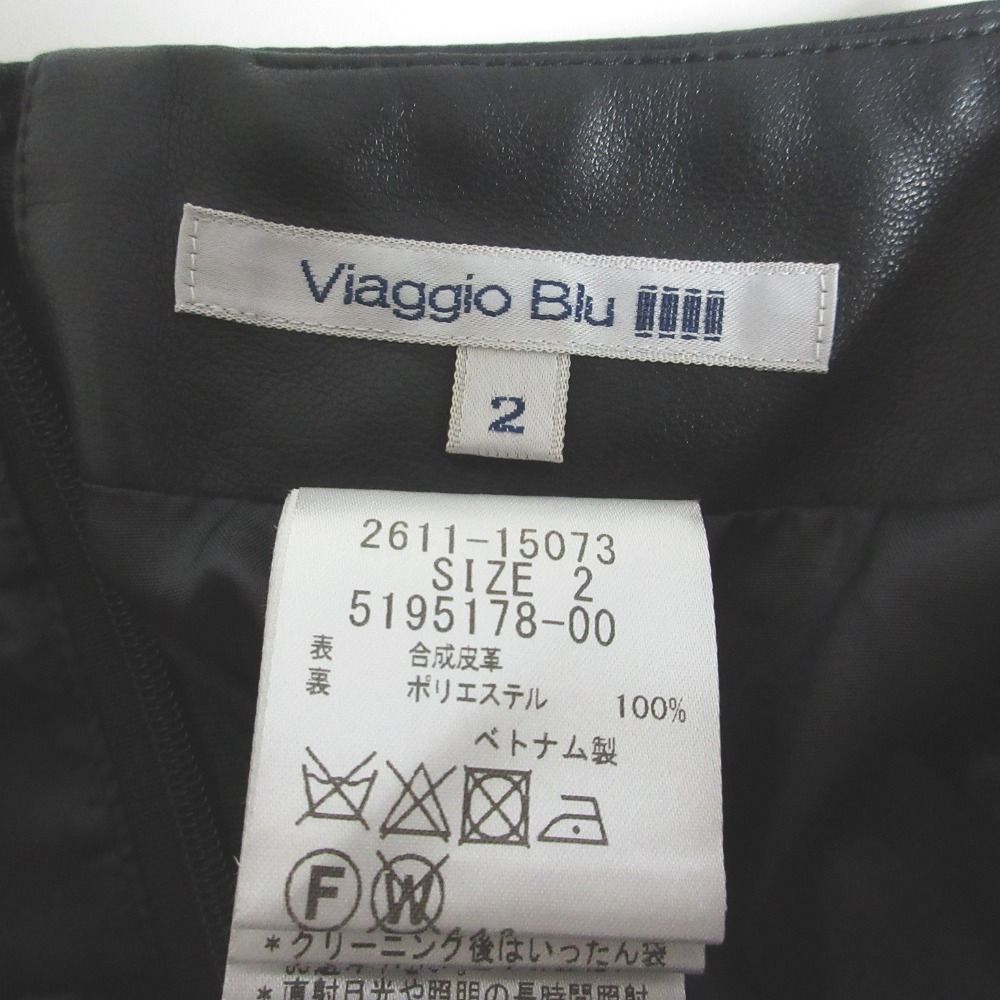 Viaggio Blu
2
2611-15073
SIZE 2
5195178-00
表 合成皮革
裏 ポリエステル 100%
ベトナム製
F W
*クリーニング後はいったん袋
*直射日光や照明の長時間照射